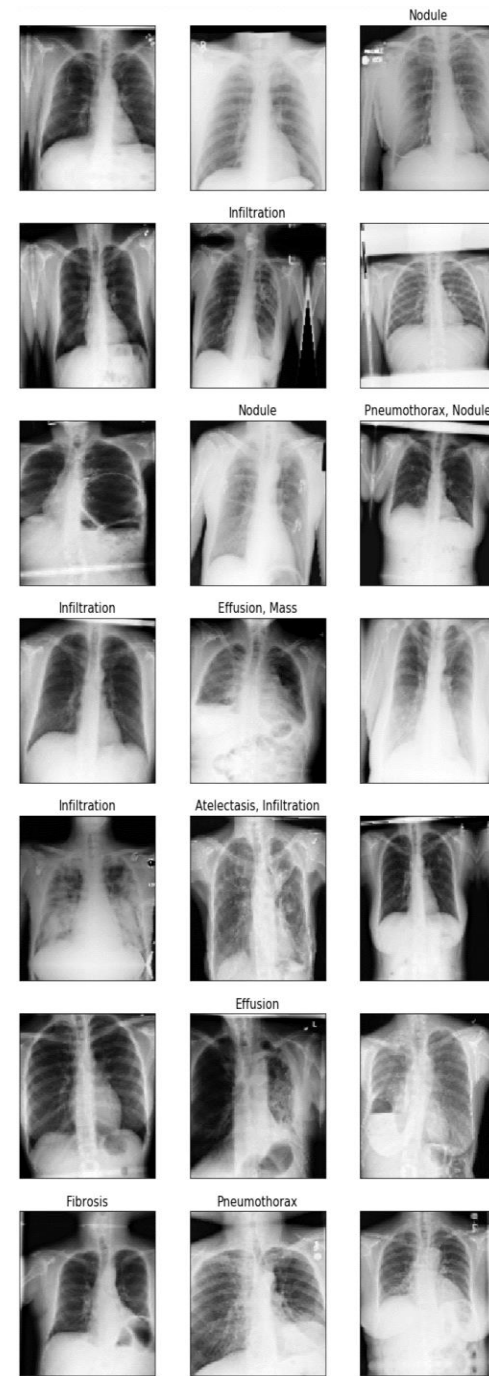 Nodule
Infiltration
Nodule
Pneumothorax, Nodule
Infiltration
Effusion, Mass
Infiltration
Atelectasis, Infiltration
Effusion
Fibrosis
Pneumothorax